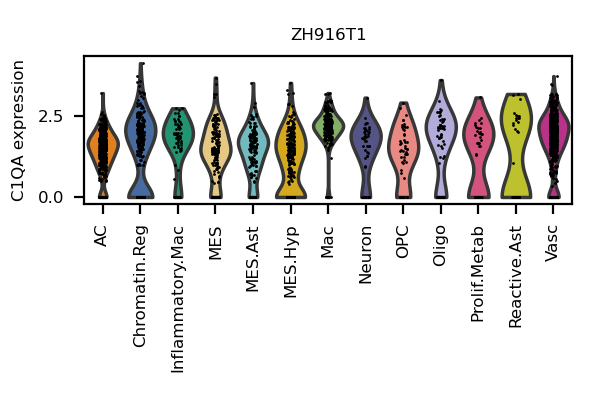 ZH916T1
C1QA expression
2.5
0.0
AC
Chromatin.Reg
Inflammatory.Mac
MES
MES.Ast
MES.Hyp
Mac
Neuron
OPC
Oligo
Prolif.Metab
Reactive.Ast
Vasc